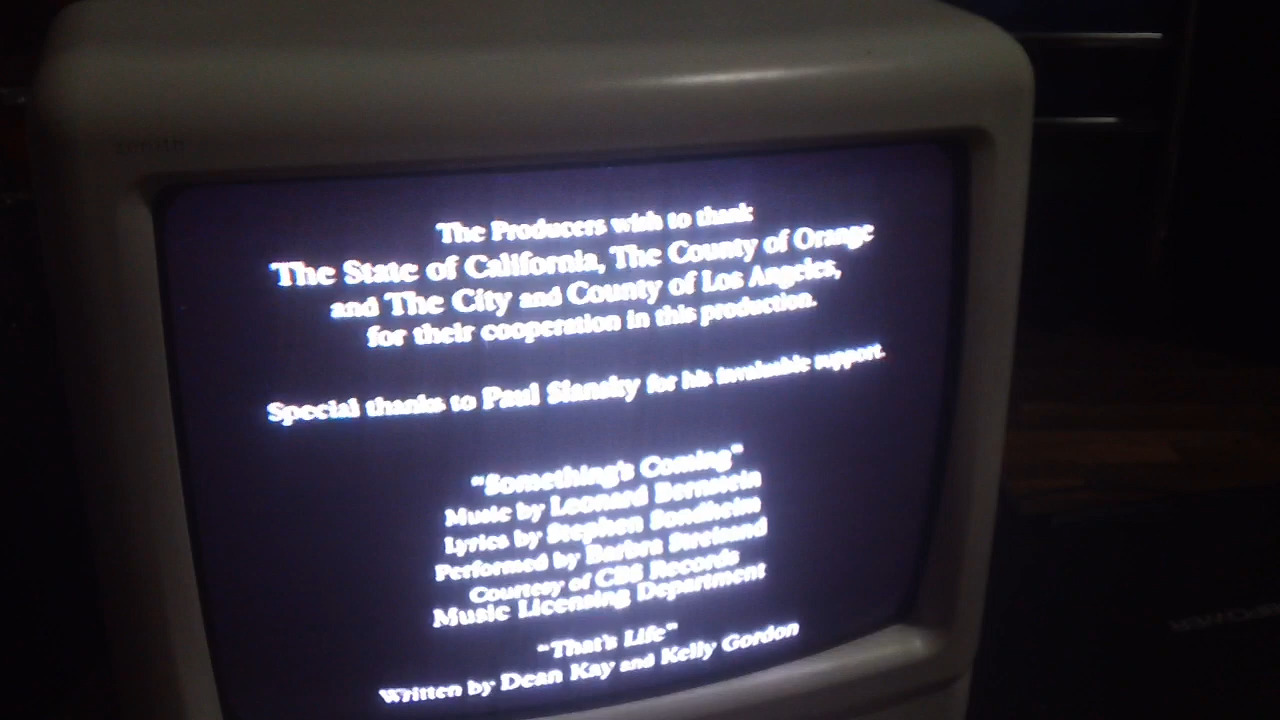 zenith
The Producers wish to thank
The State of California, The County of Orange
and The City and County of Los Angeles,
for their cooperation in this production.
Special thanks to Paul Slansky for his invaluable support.
"Something's Coming"
Music by Leonard Bernstein
Lyrics by Stephen Sondheim
Performed by Barbra Streisand
Courtesy of CBS Records
Music Licensing Department
"That's Life"
Written by Dean Kay and Kelly Gordon